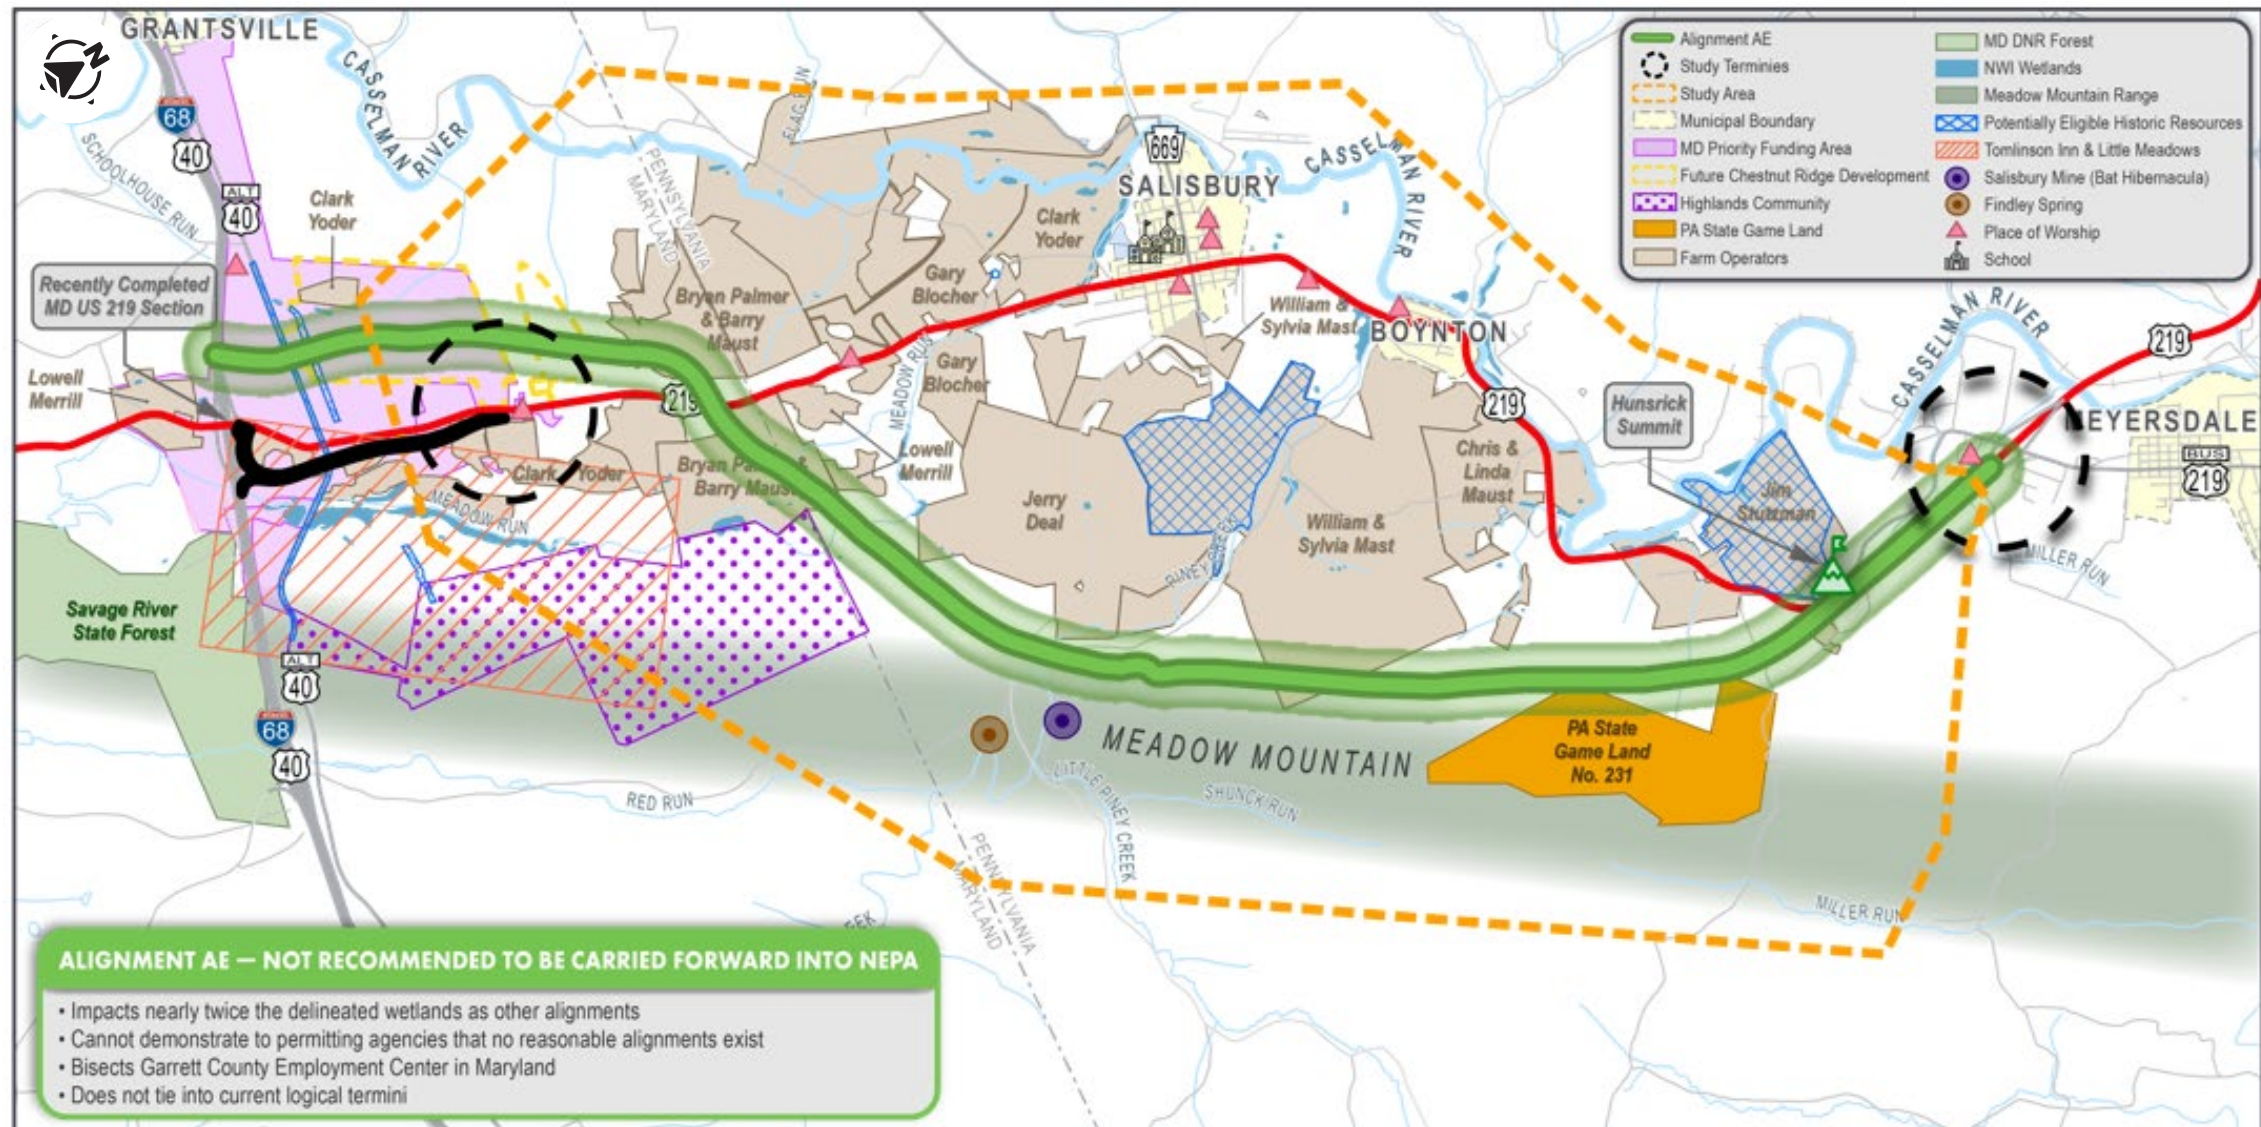 GRANTSVILLE
N
CASSELMAN RIVER
68
40
SCHOOLHOUSE RUN
ALT
40
Clark
Yoder
Recently Completed
MD US 219 Section
Lowell
Merrill
FLAG RUN
PENNSYLVANIA
MARYLAND
Bryan Palmer
& Barry
Maust
Clark
Yoder
Gary
Blocher
Gary
Blocher
MEADOW RUN
669
SALISBURY
CASSELMAN RIVER
William &
Sylvia Mast
BOYNTON
219
Clark Yoder
MEADOW RUN
Bryan Palmer &
Barry Maust
Lowell
Merrill
Jerry
Deal
PINEY CREEK
William &
Sylvia Mast
Chris &
Linda
Maust
219
Hunsrick
Summit
Jim
Stutzman
CASSELMAN RIVER
219
MEYERSDALE
BUS
219
MILLER RUN
Savage River
State Forest
ALT
40
68
40
RED RUN
MEADOW MOUNTAIN
LITTLE PINEY CREEK
SHUNCK RUN
PA State
Game Land
No. 231
PENNSYLVANIA
MARYLAND
MILLER RUN
EEK
Alignment AE
Study Terminies
Study Area
Municipal Boundary
MD Priority Funding Area
Future Chestnut Ridge Development
Highlands Community
PA State Game Land
Farm Operators
MD DNR Forest
NWI Wetlands
Meadow Mountain Range
Potentially Eligible Historic Resources
Tomlinson Inn & Little Meadows
Salisbury Mine (Bat Hibernacula)
Findley Spring
Place of Worship
School
ALIGNMENT AE — NOT RECOMMENDED TO BE CARRIED FORWARD INTO NEPA
• Impacts nearly twice the delineated wetlands as other alignments
• Cannot demonstrate to permitting agencies that no reasonable alignments exist
• Bisects Garrett County Employment Center in Maryland
• Does not tie into current logical termini